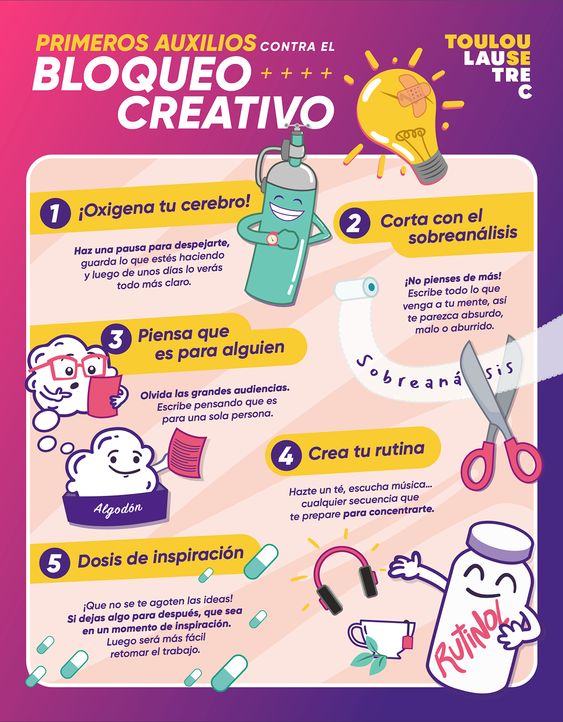 PRIMEROS AUXILIOS CONTRA EL
BLOQUEO ++++
CREATIVO
TOULOU
LAUSE
TRE
C
1 ¡Oxigena tu cerebro!
Haz una pausa para despejarte,
guarda lo que estés haciendo
y luego de unos días lo verás
todo más claro.
2 Corta con el
sobreanálisis
¡No pienses de más!
Escribe todo lo que
venga a tu mente, así
te parezca absurdo,
malo o aburrido.
Sobreanálisis
3 Piensa que
es para alguien
Olvida las grandes audiencias.
Escribe pensando que es
para una sola persona.
Algodón
4 Crea tu rutina
Hazte un té, escucha música...
cualquier secuencia que
te prepare para concentrarte.
5 Dosis de inspiración
¡Que no se te agoten las ideas!
Si dejas algo para después, que sea
en un momento de inspiración.
Luego será más fácil
retomar el trabajo.
RUTINOL